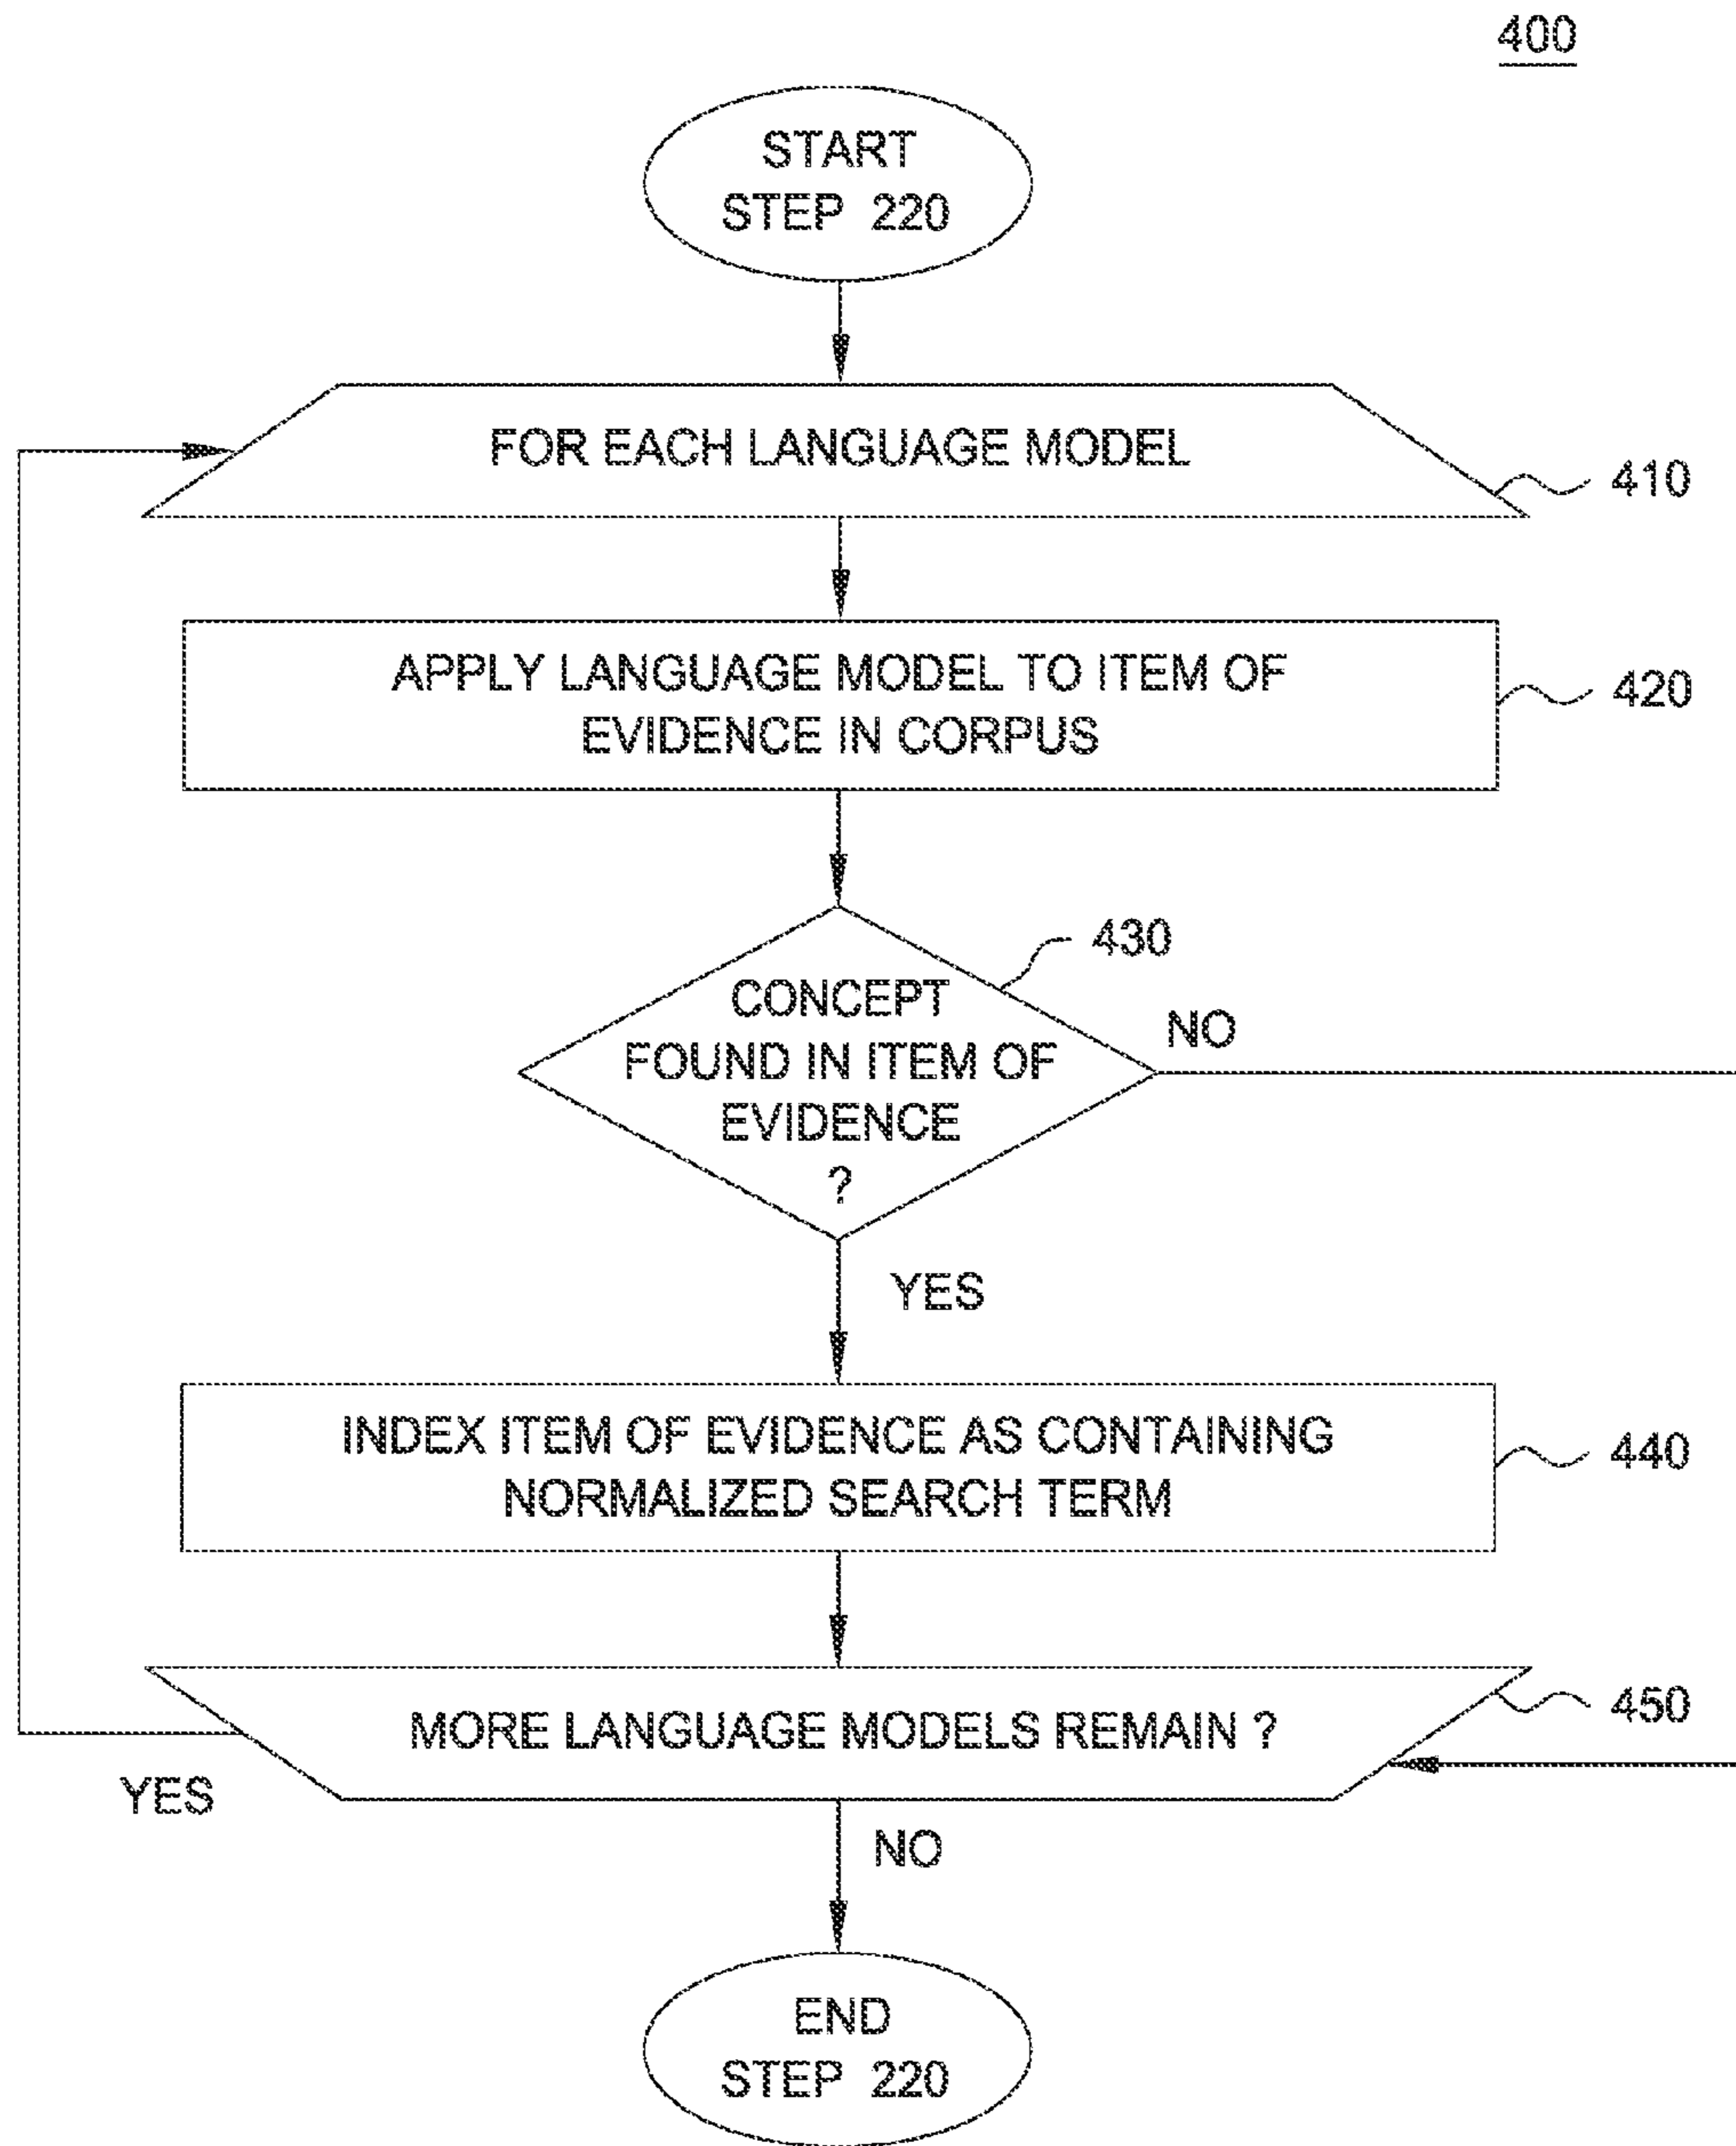 400
START
STEP 220
FOR EACH LANGUAGE MODEL
410
APPLY LANGUAGE MODEL TO ITEM OF
EVIDENCE IN CORPUS
420
430
CONCEPT
FOUND IN ITEM OF
EVIDENCE
?
NO
YES
INDEX ITEM OF EVIDENCE AS CONTAINING
NORMALIZED SEARCH TERM
440
MORE LANGUAGE MODELS REMAIN ?
450
YES
NO
END
STEP 220